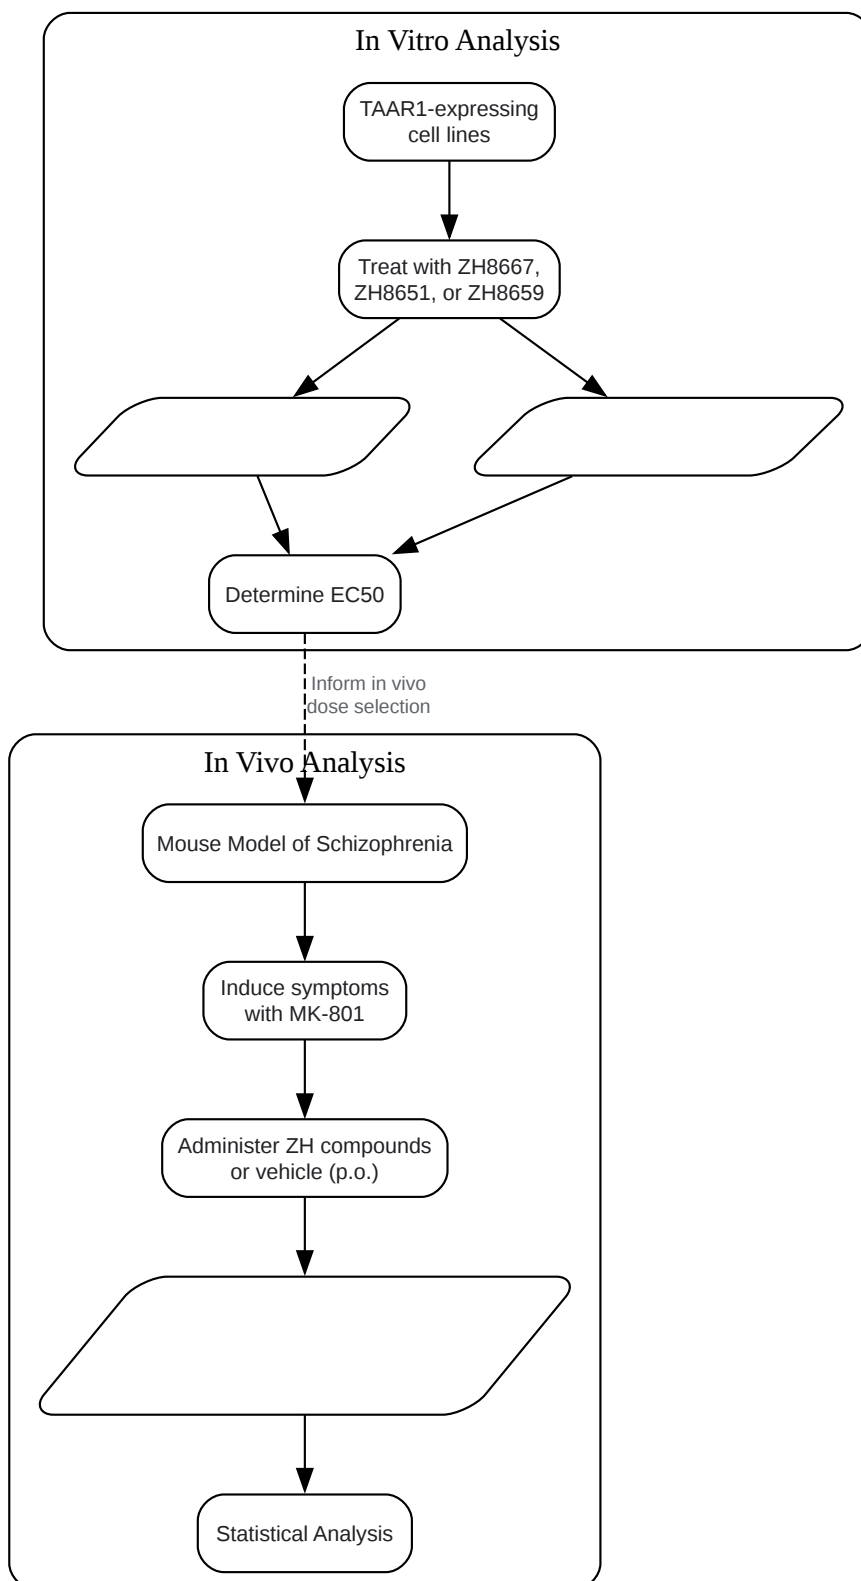 In Vitro Analysis
TAAR1-expressing
cell lines
Treat with ZH8667,
ZH8651, or ZH8659
Determine EC50
Inform in vivo
dose selection
In Vivo Analysis
Mouse Model of Schizophrenia
Induce symptoms
with MK-801
Administer ZH compounds
or vehicle (p.o.)
Statistical Analysis